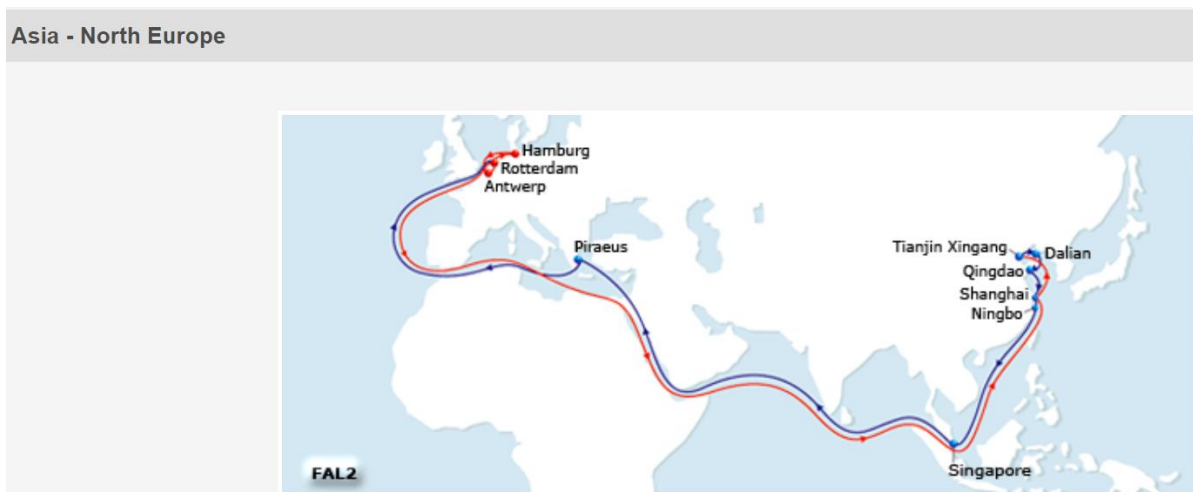 Asia - North Europe
Hamburg
Rotterdam
Antwerp
Piraeus
Tianjin Xingang
Dalian
Qingdao
Shanghai
Ningbo
Singapore
FAL2